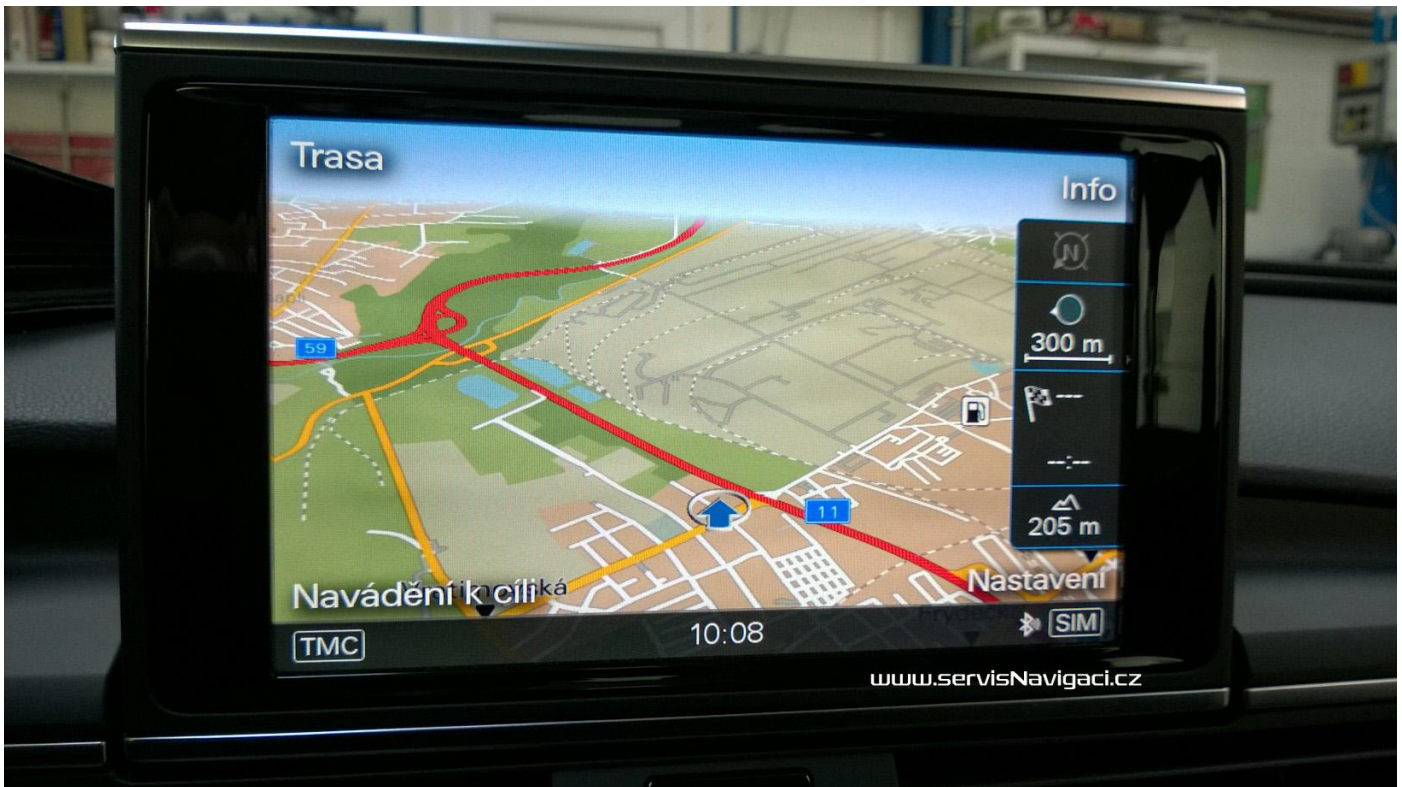 Trasa
Info
N
300 m
59
---
--:--
11
205 m
Nastavení
Navádění k cíli
TMC
10:08
SIM
www.servisNavigaci.cz